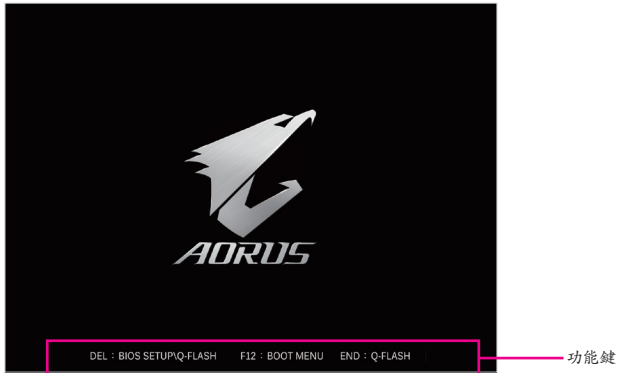 AORUS
DEL：BIOS SETUP\Q-FLASH F12：BOOT MENU END：Q-FLASH
功能鍵